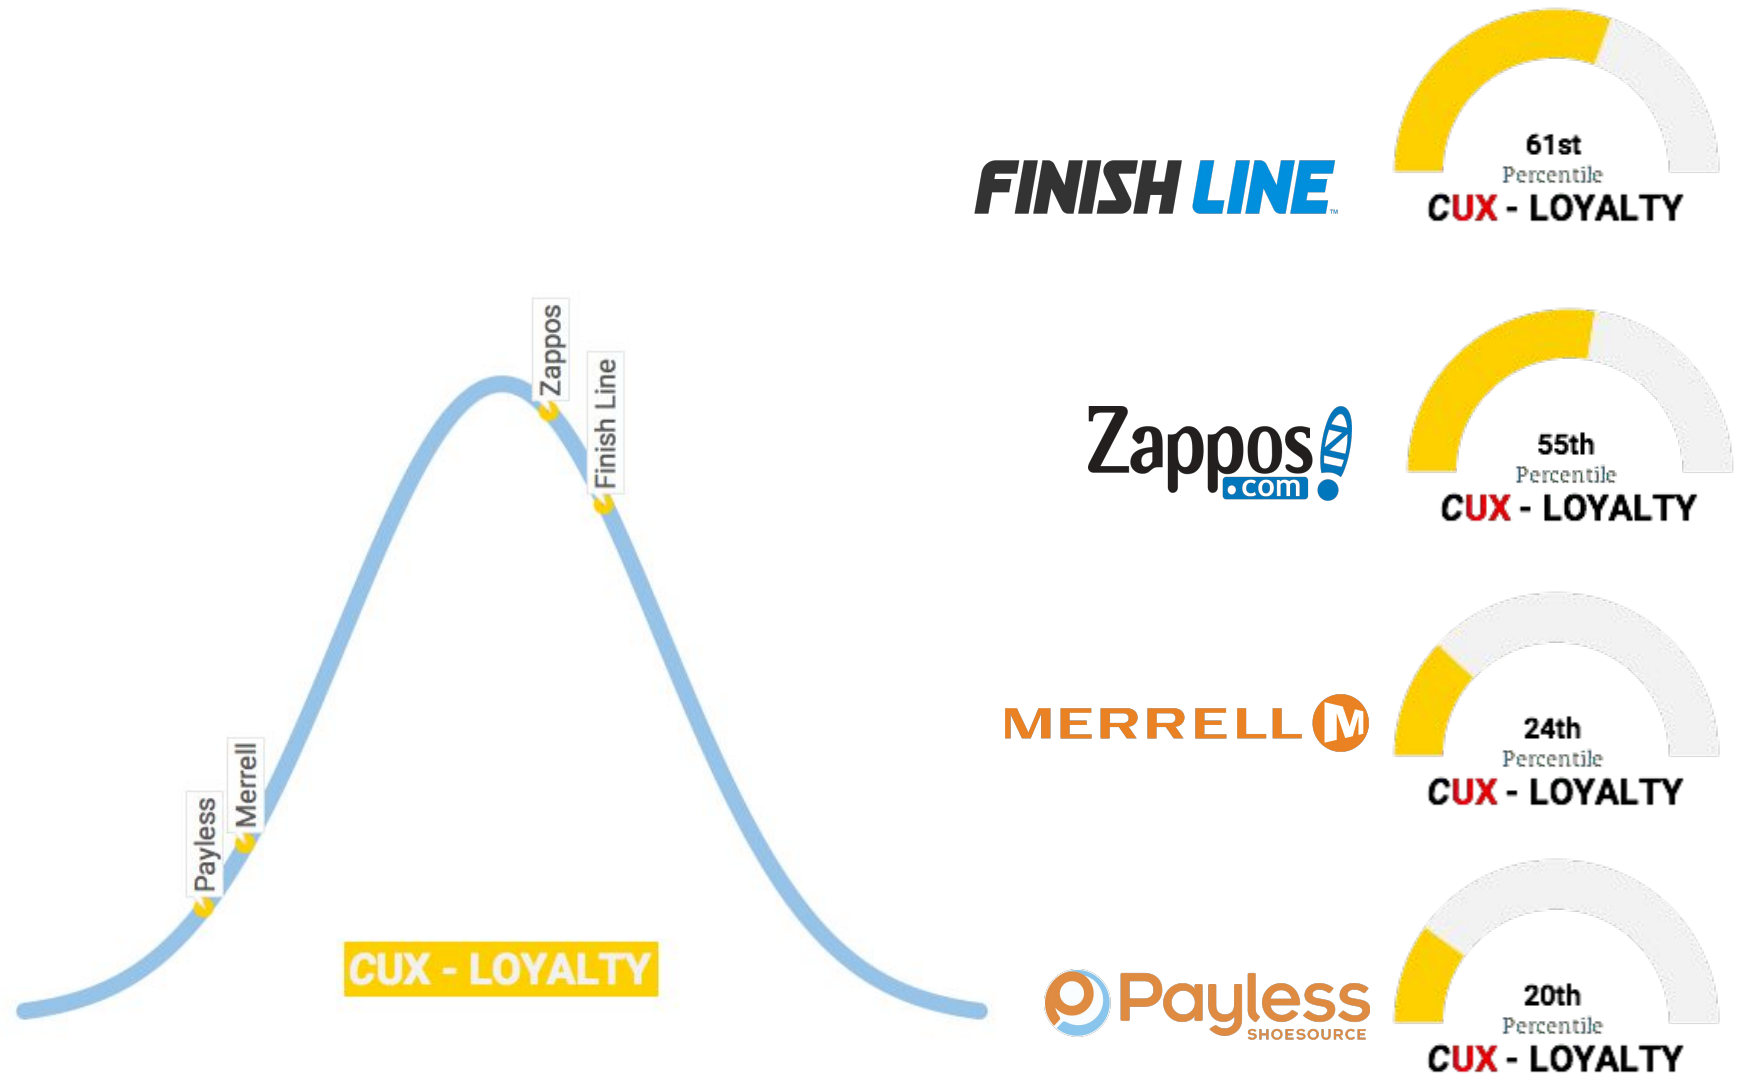 Payless
Merrell
Zappos
Finish Line
CUX - LOYALTY
FINISH LINE™
61st
Percentile
CUX - LOYALTY
Zappos
.com
55th
Percentile
CUX - LOYALTY
MERRELL M
24th
Percentile
CUX - LOYALTY
Payless
SHOESOURCE
20th
Percentile
CUX - LOYALTY